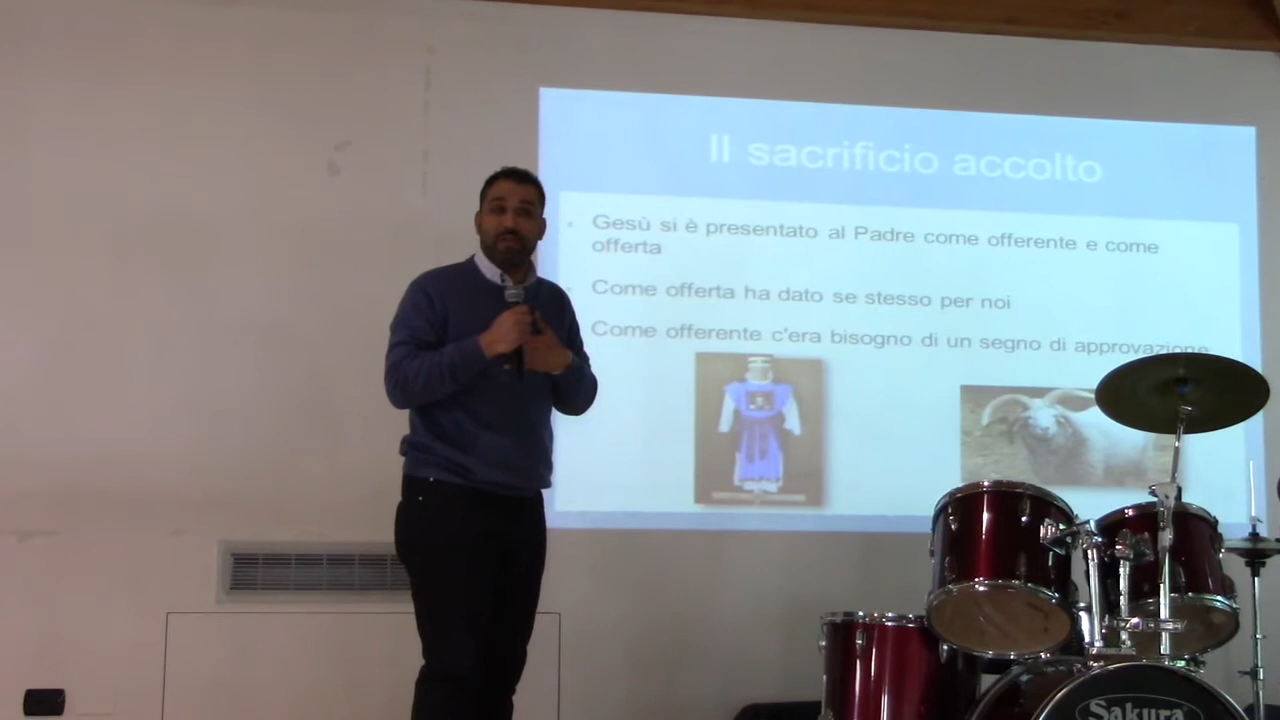 Il sacrificio accolto
Gesù si è presentato al Padre come offerente e come
offerta
Come offerta ha dato se stesso per noi
Come offerente c'era bisogno di un segno di approvazione
Sakura